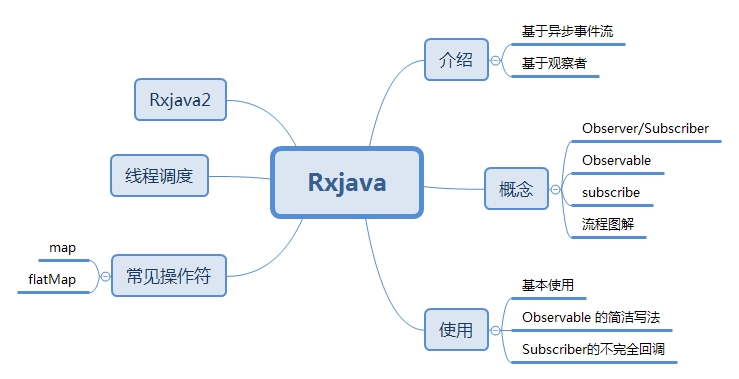 Rxjava
介绍
基于异步事件流
基于观察者
概念
Observer/Subscriber
Observable
subscribe
流程图解
使用
基本使用
Observable 的简洁写法
Subscriber的不完全回调
Rxjava2
线程调度
常见操作符
map
flatMap